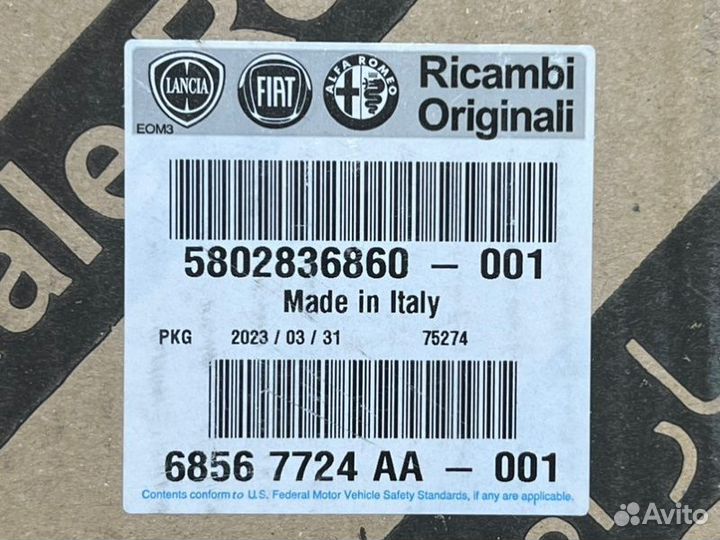 LANCIA
FIAT
ALFA ROMEO
Ricambi
Originali
EOM3
5802836860 - 001
Made in Italy
PKG 2023 / 03 / 31 75274
6856 7724 AA - 001
Contents conform to U.S. Federal Motor Vehicle Safety Standards, if any are applicable.
Avito